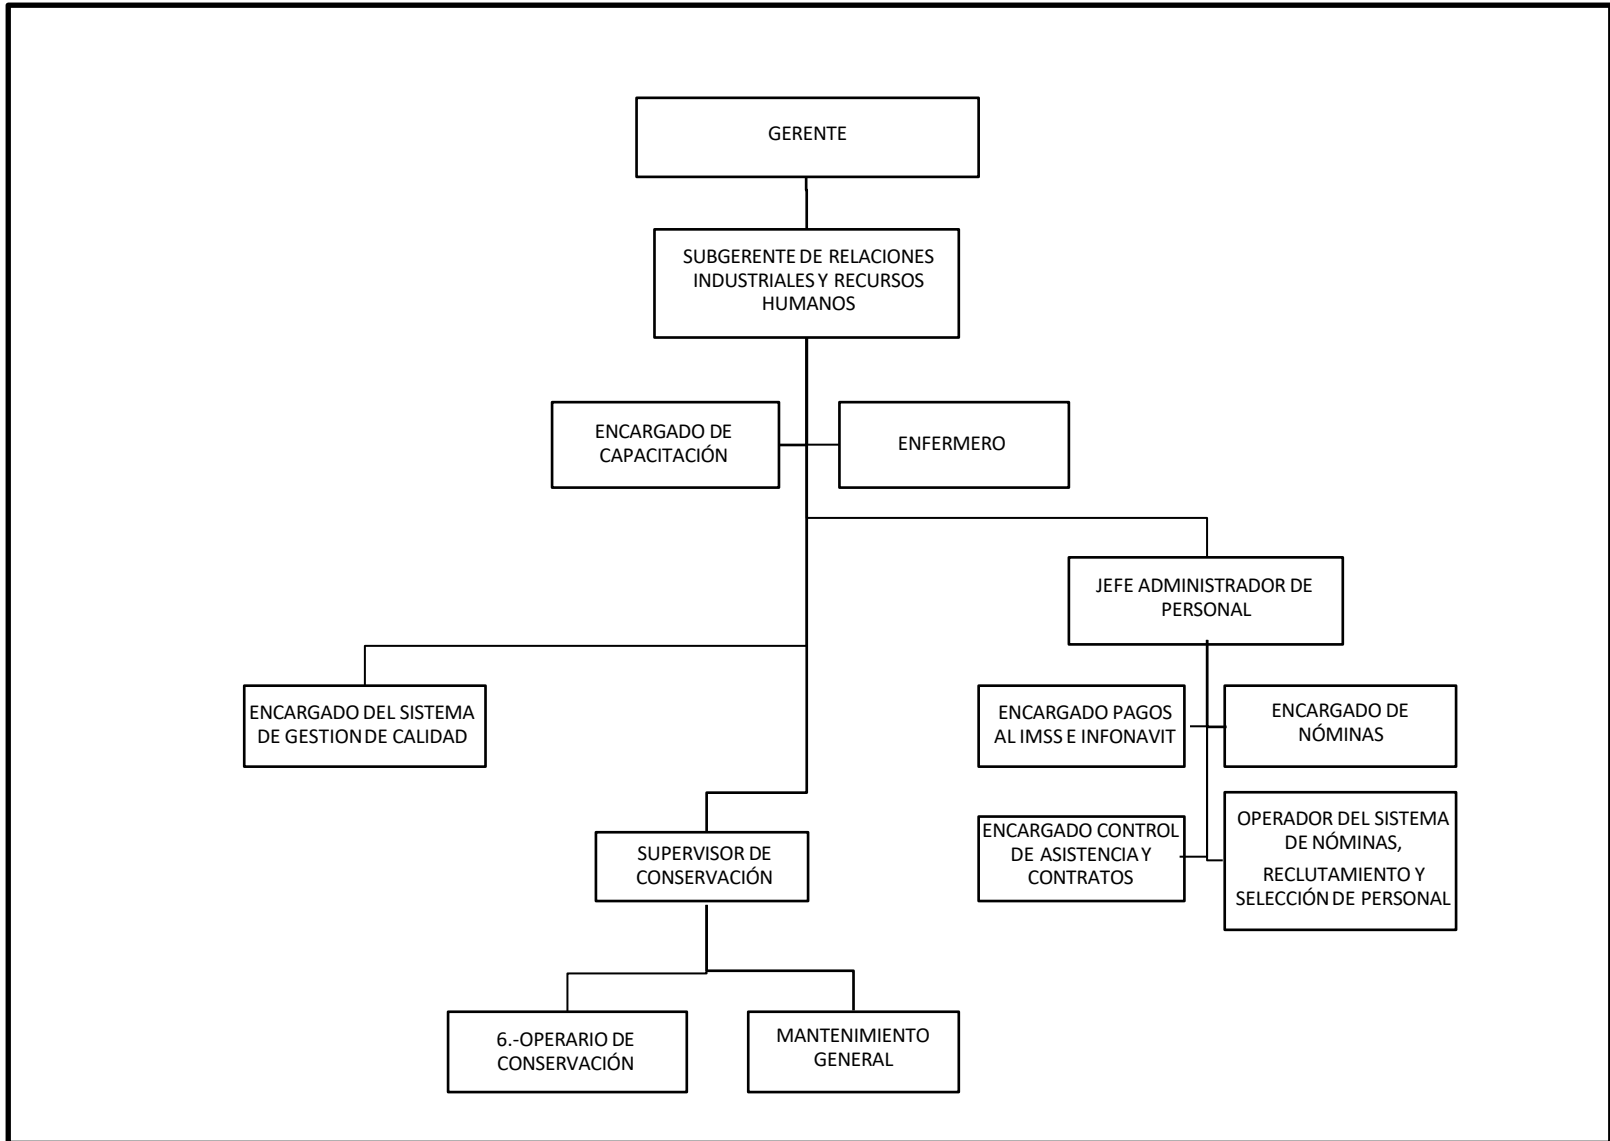 GERENTE
SUBGERENTE DE RELACIONES
INDUSTRIALES Y RECURSOS
HUMANOS
ENCARGADO DE
CAPACITACIÓN
ENFERMERO
JEFE ADMINISTRADOR DE
PERSONAL
ENCARGADO DEL SISTEMA
DE GESTION DE CALIDAD
ENCARGADO PAGOS
AL IMSS E INFONAVIT
ENCARGADO DE
NÓMINAS
SUPERVISOR DE
CONSERVACIÓN
ENCARGADO CONTROL
DE ASISTENCIA Y
CONTRATOS
OPERADOR DEL SISTEMA
DE NÓMINAS,
RECLUTAMIENTO Y
SELECCIÓN DE PERSONAL
6.-OPERARIO DE
CONSERVACIÓN
MANTENIMIENTO
GENERAL